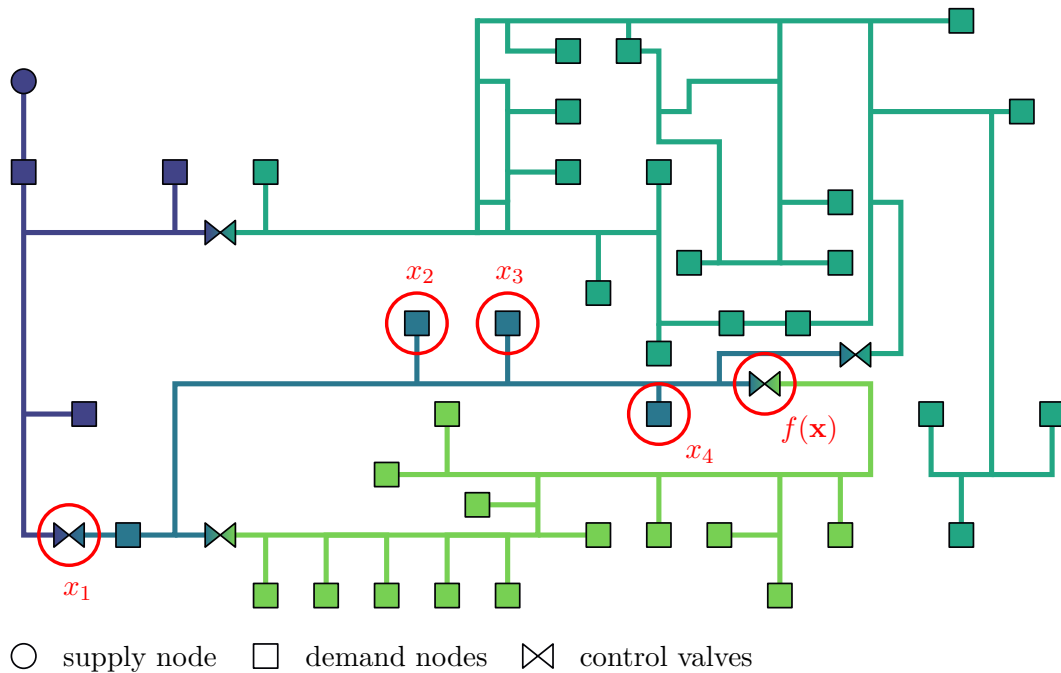 x₂
x₃
f(𝐱)
x₄
x₁
supply node
demand nodes
control valves